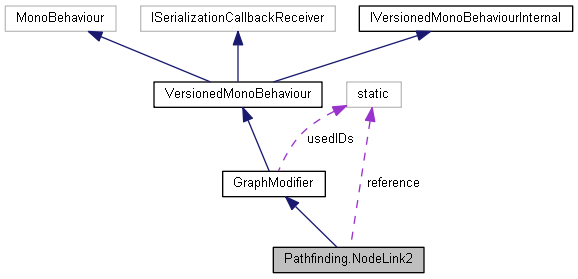 MonoBehaviour
ISerializationCallbackReceiver
IVersionedMonoBehaviourInternal
VersionedMonoBehaviour
static
usedIDs
GraphModifier
reference
Pathfinding.NodeLink2